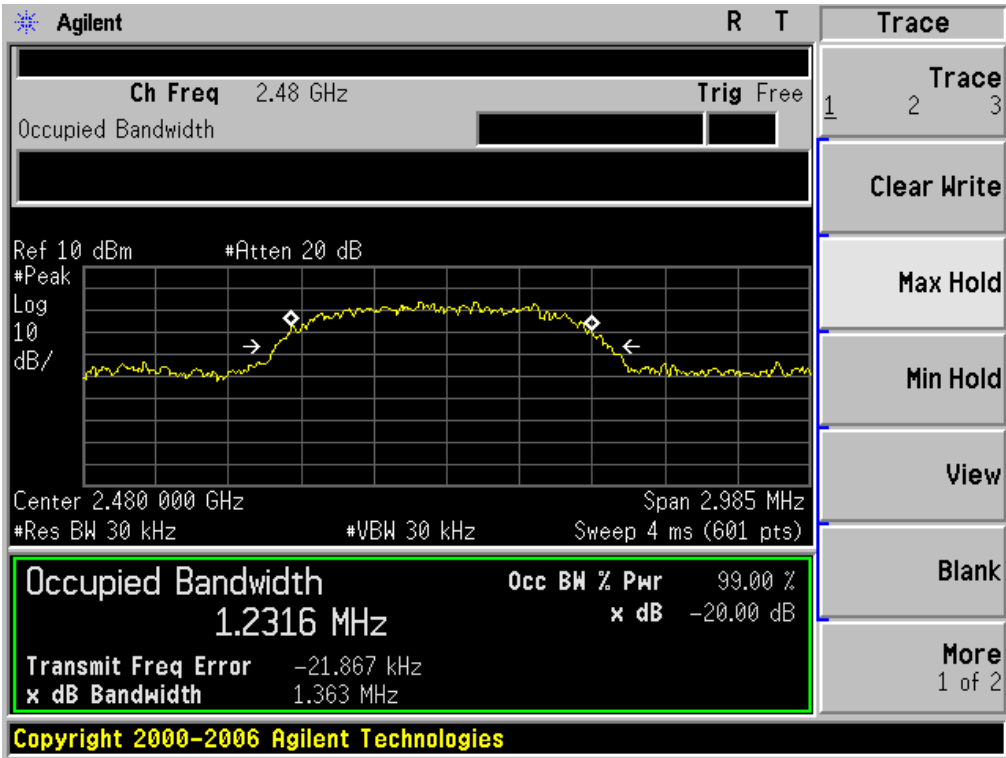 Agilent R T
Ch Freq 2.48 GHz Trig Free
Occupied Bandwidth
Ref 10 dBm #Atten 20 dB
#Peak
Log
10
dB/
Center 2.480 000 GHz Span 2.985 MHz
#Res BW 30 kHz #VBW 30 kHz Sweep 4 ms (601 pts)
Occupied Bandwidth Occ BW % Pwr 99.00 %
1.2316 MHz x dB -20.00 dB
Transmit Freq Error -21.867 kHz
x dB Bandwidth 1.363 MHz
Copyright 2000-2006 Agilent Technologies
Trace
Trace
1 2 3
Clear Write
Max Hold
Min Hold
View
Blank
More
1 of 2